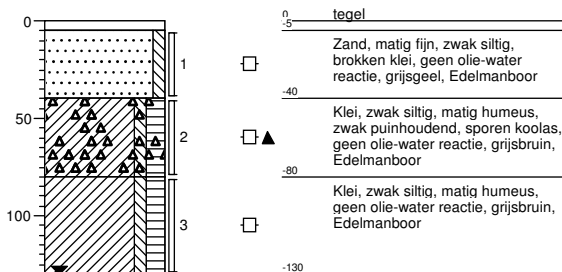 0
tegel
-5
Zand, matig fijn, zwak siltig,
brokken klei, geen olie-water
reactie, grijsgeel, Edelmanboor
-40
Klei, zwak siltig, matig humeus,
zwak puinhoudend, sporen koolas,
geen olie-water reactie, grijsbruin,
Edelmanboor
-80
Klei, zwak siltig, matig humeus,
geen olie-water reactie, grijsbruin,
Edelmanboor
-130
0
50
100
1
2
3